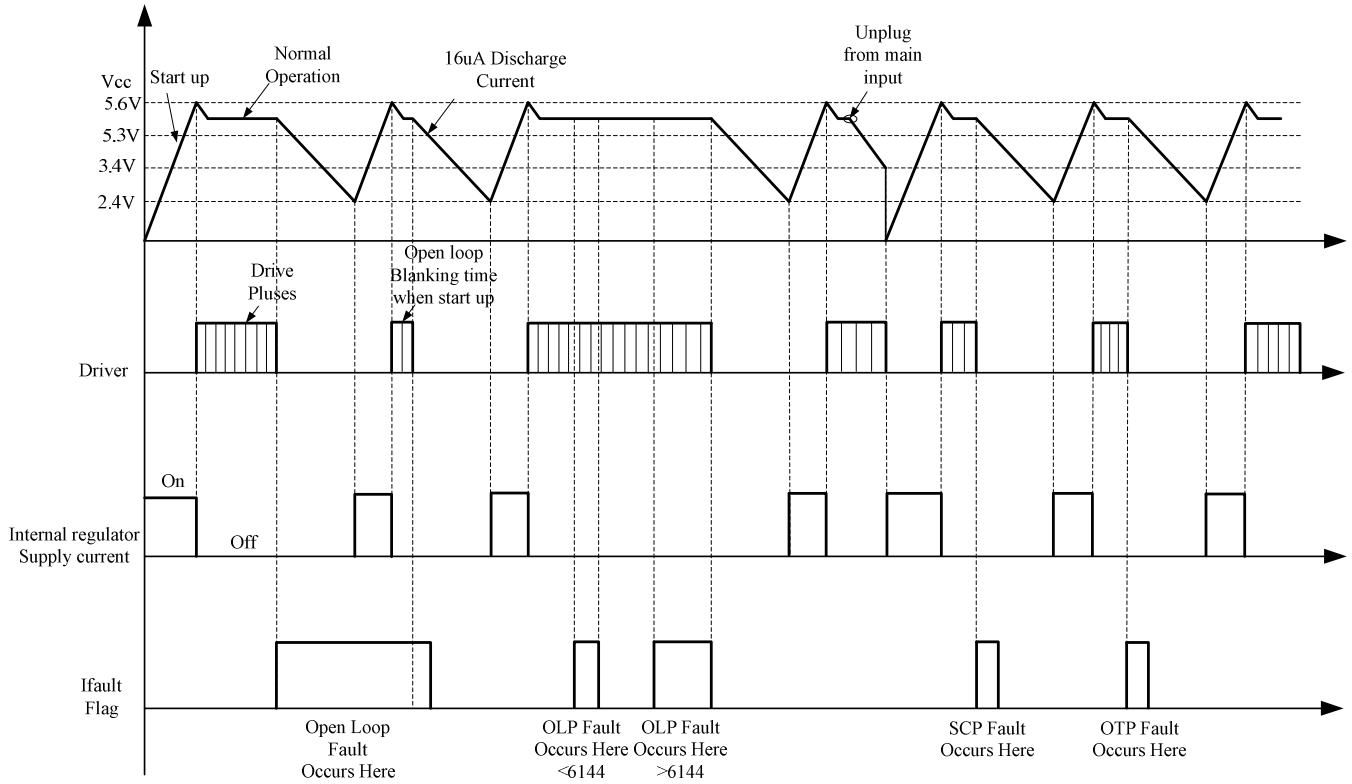 Vcc
5.6V
5.3V
3.4V
2.4V
Start up
Normal
Operation
16uA Discharge
Current
Unplug
from main
input
Drive
Pluses
Open loop
Blanking time
when start up
Driver
On
Off
Internal regulator
Supply current
Ifault
Flag
Open Loop
Fault
Occurs Here
OLP Fault
Occurs Here
<6144
OLP Fault
Occurs Here
>6144
SCP Fault
Occurs Here
OTP Fault
Occurs Here